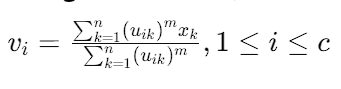 $v_i = \frac{\sum_{k=1}^{n}(u_{ik})^m x_k}{\sum_{k=1}^{n}(u_{ik})^m}, 1 \leq i \leq c$